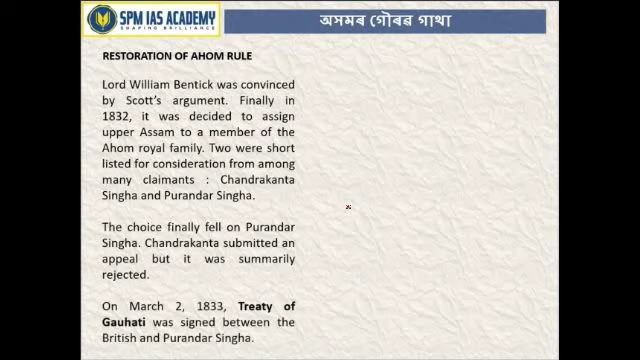 SPM IAS ACADEMY
SHAPING BRILLIANCE
অসমৰ গৌৰৱ গাথা
RESTORATION OF AHOM RULE
Lord William Bentick was convinced
by Scott's argument. Finally in
1832, it was decided to assign
upper Assam to a member of the
Ahom royal family. Two were short
listed for consideration from among
many claimants : Chandrakanta
Singha and Purandar Singha.
The choice finally fell on Purandar
Singha. Chandrakanta submitted an
appeal but it was summarily
rejected.
On March 2, 1833, Treaty of
Gauhati was signed between the
British and Purandar Singha.